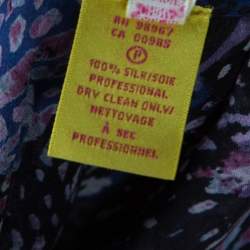 RN 98967
CA 00985
P
100% SILK/SOIE
PROFESSIONAL
DRY CLEAN ONLY/
NETTOYAGE
À SEC
PROFESSIONNEL